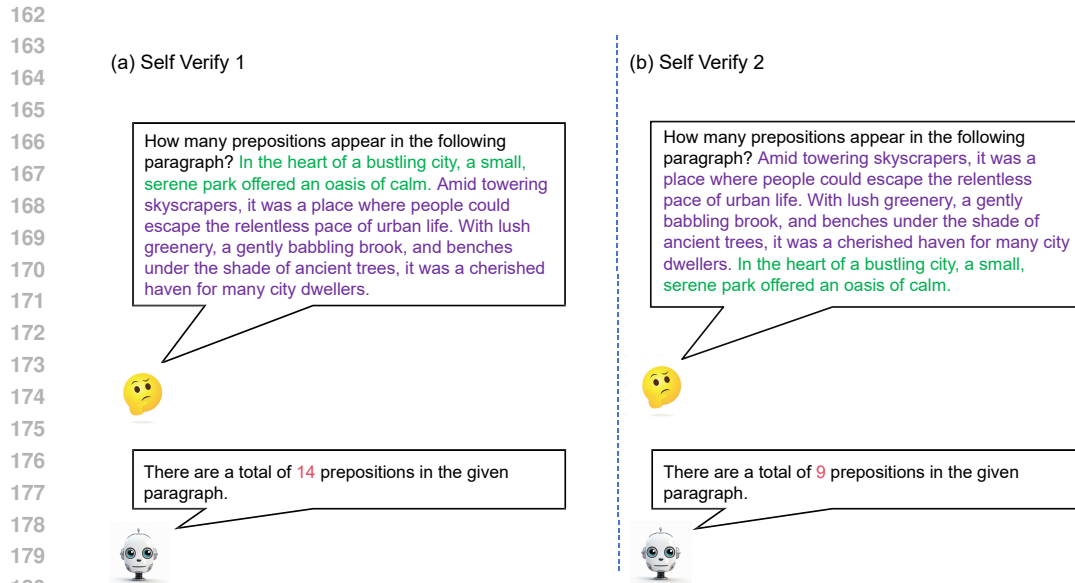 162
163
164
165
166
167
168
169
170
171
172
173
174
175
176
177
178
179
(a) Self Verify 1
How many prepositions appear in the following
paragraph? In the heart of a bustling city, a small,
serene park offered an oasis of calm. Amid towering
skyscrapers, it was a place where people could
escape the relentless pace of urban life. With lush
greenery, a gently babbling brook, and benches
under the shade of ancient trees, it was a cherished
haven for many city dwellers.
There are a total of 14 prepositions in the given
paragraph.
(b) Self Verify 2
How many prepositions appear in the following
paragraph? Amid towering skyscrapers, it was a
place where people could escape the relentless
pace of urban life. With lush greenery, a gently
babbling brook, and benches under the shade of
ancient trees, it was a cherished haven for many city
dwellers. In the heart of a bustling city, a small,
serene park offered an oasis of calm.
There are a total of 9 prepositions in the given
paragraph.